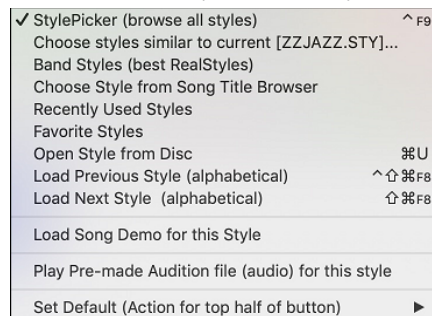 ✓ StylePicker (browse all styles) ^F9
Choose styles similar to current [ZZJAZZ.STY]...
Band Styles (best RealStyles)
Choose Style from Song Title Browser
Recently Used Styles
Favorite Styles
Open Style from Disc ⌘U
Load Previous Style (alphabetical) ^⇧⌘F8
Load Next Style (alphabetical) ⇧⌘F8
Load Song Demo for this Style
Play Pre-made Audition file (audio) for this style
Set Default (Action for top half of button) ▶